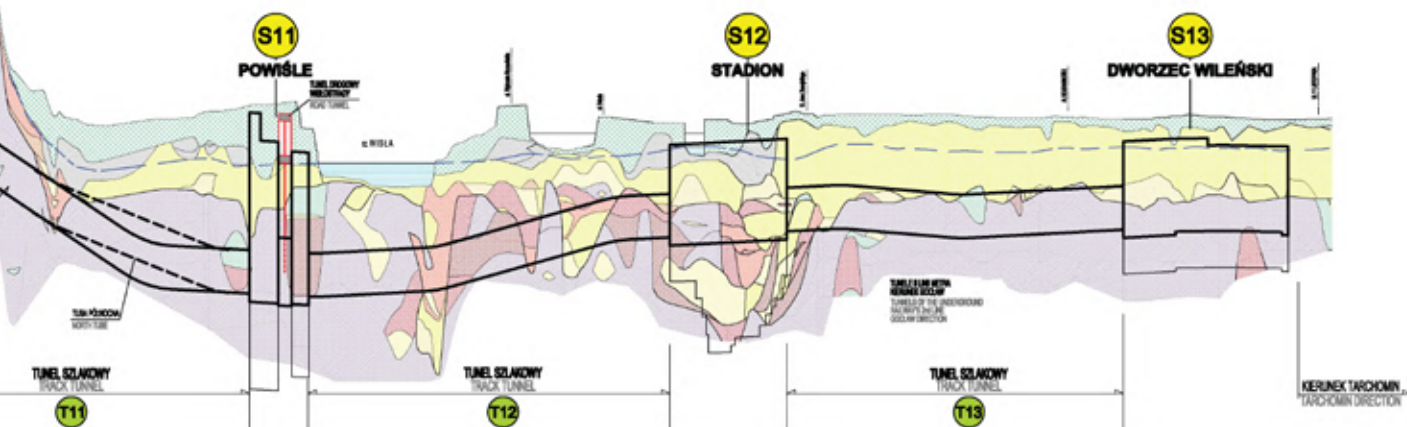 S11
POWIŚLE
TUNEL DROGOWY
WISŁOSTRADY
ROAD TUNNEL
WISŁA
S12
STADION
S13
DWORZEC WILEŃSKI
TUBA PÓŁNOCNA
NORTH TUBE
TUNELE II LINII METRA
KIERUNEK GOCŁAW
TUNNELS OF THE UNDERGROUND
RAILWAY'S 2nd LINE
GOCLAW DIRECTION
TUNEL SZLAKOWY
TRACK TUNNEL
T11
TUNEL SZLAKOWY
TRACK TUNNEL
T12
TUNEL SZLAKOWY
TRACK TUNNEL
T13
KIERUNEK TARCHOMIN
TARCHOMIN DIRECTION